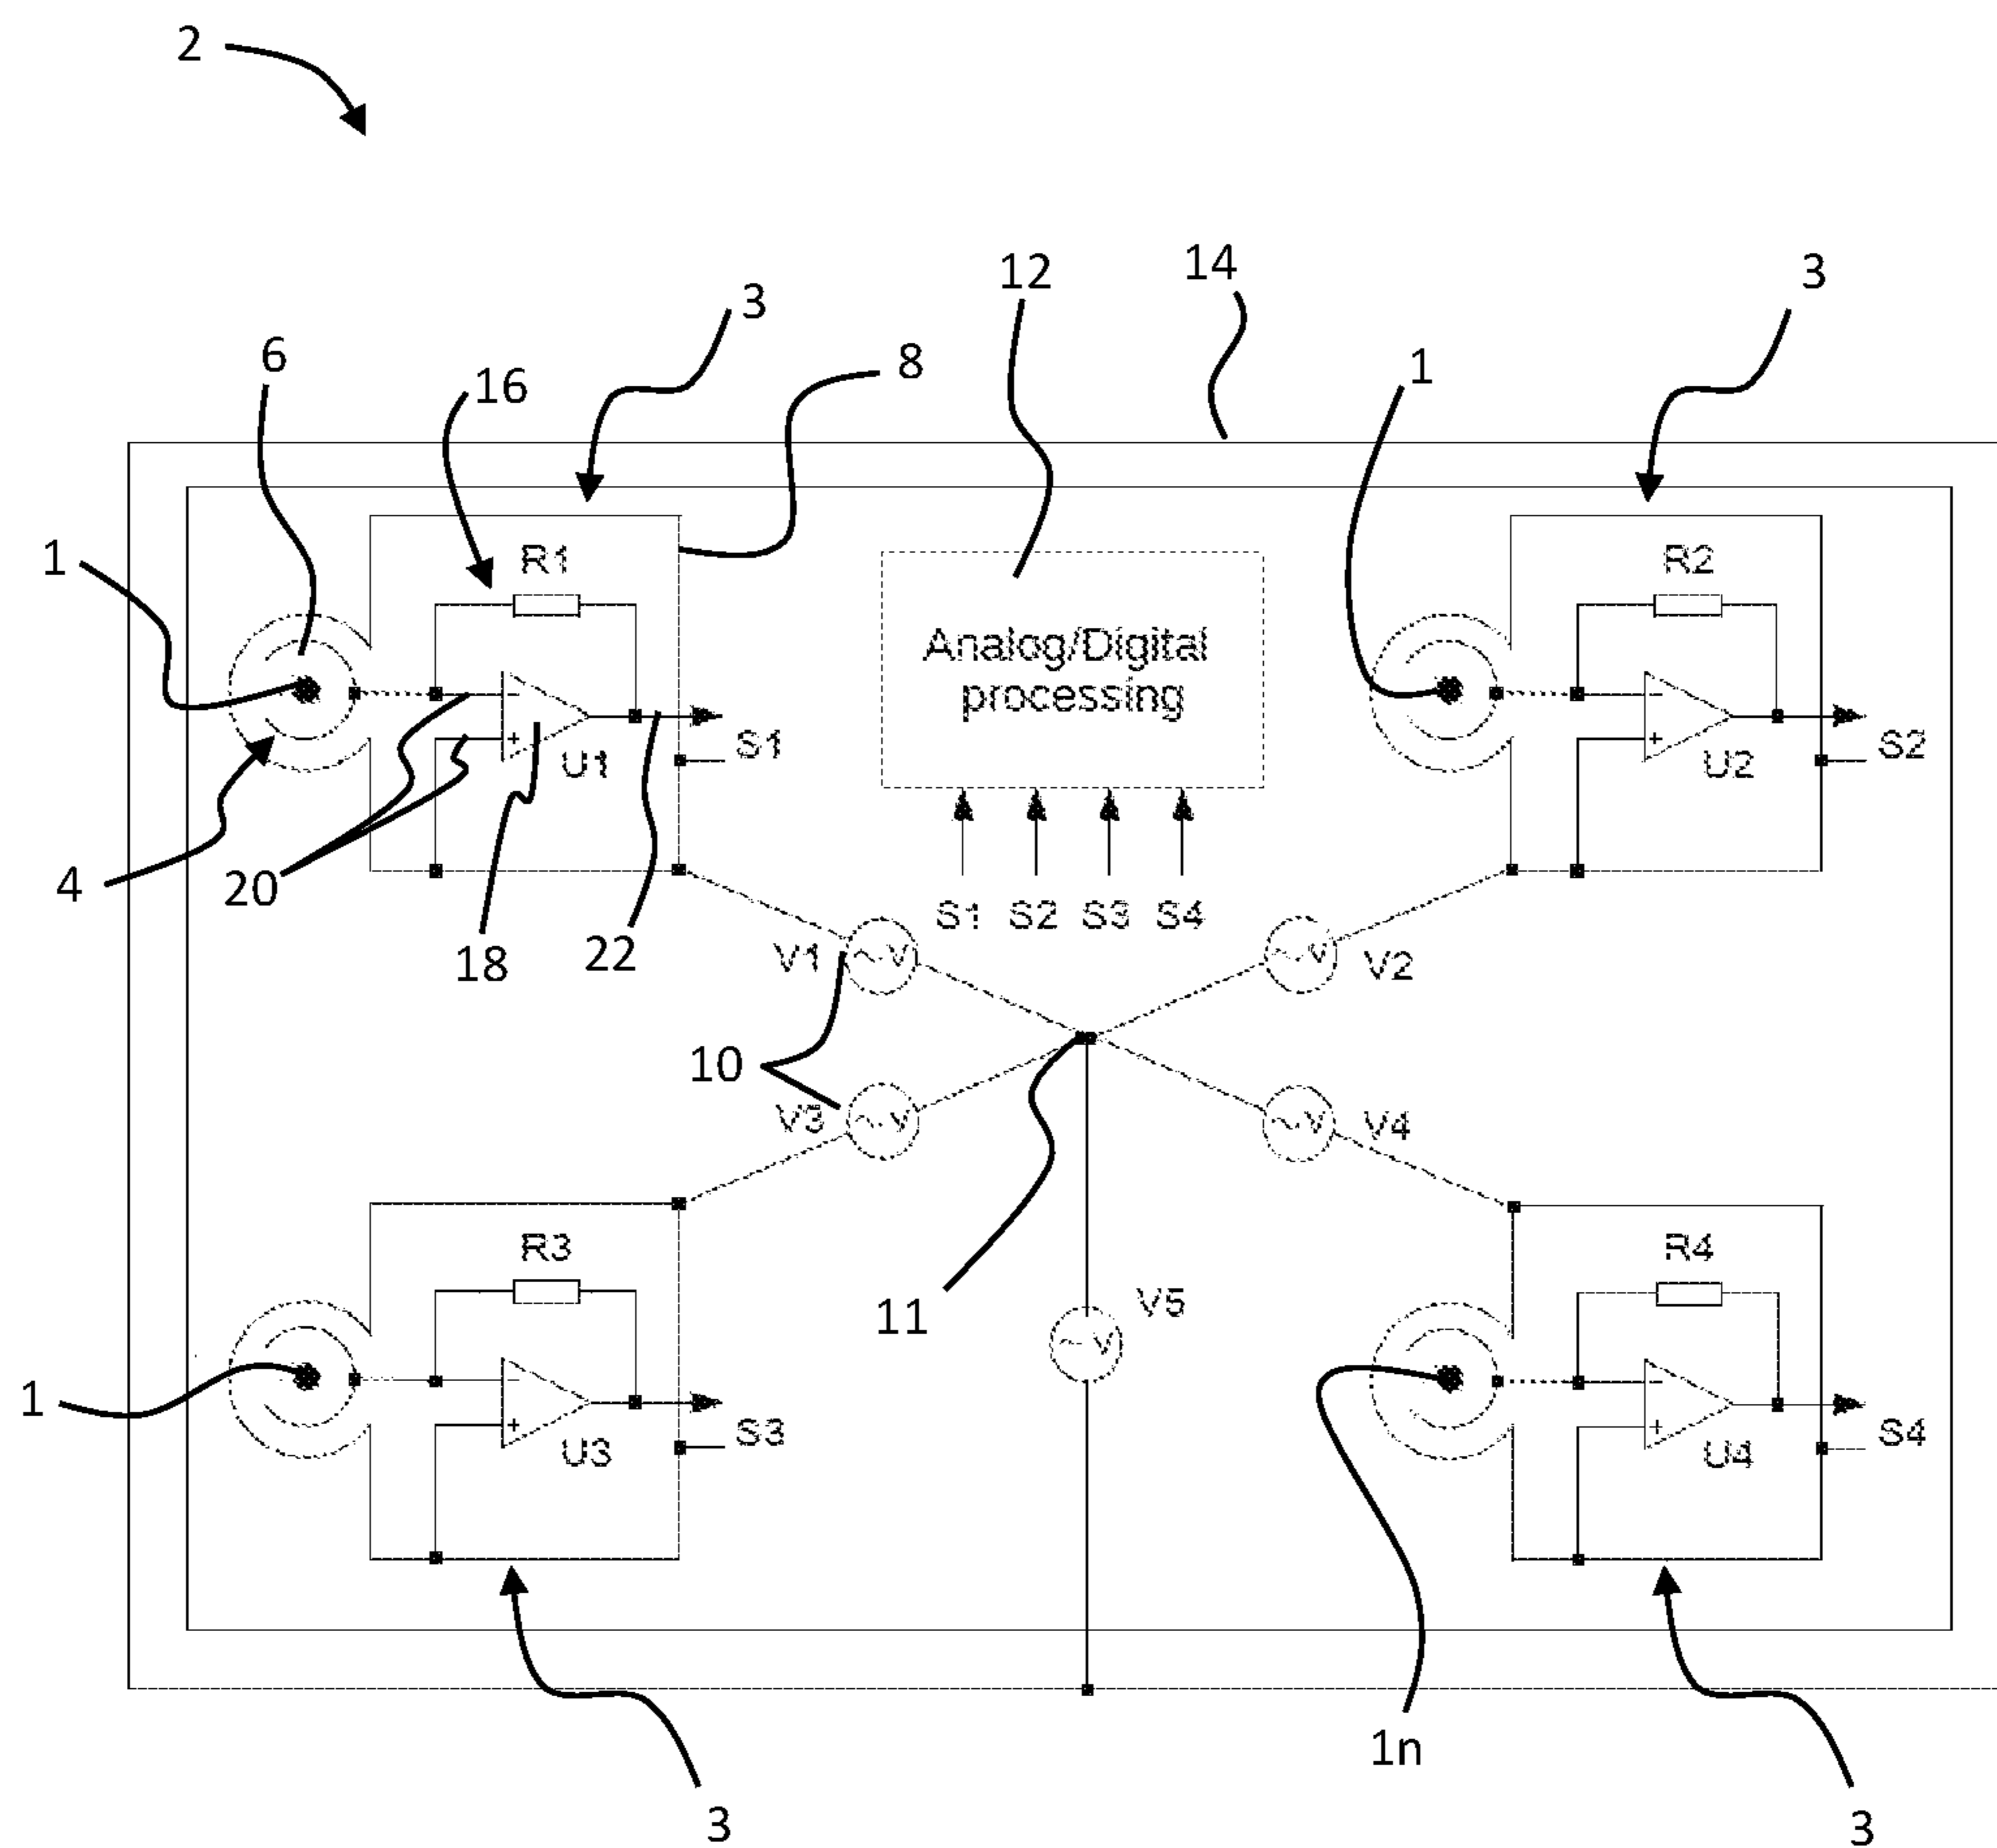 2
12
14
3
3
6
16
8
1
1
R1
R2
Analog/Digital
processing
S1
S2
U1
U2
4
20
18
22
S1 S2 S3 S4
V1
V2
10
V3
V4
R3
R4
11
V5
1
S3
S4
U3
U4
1n
3
3